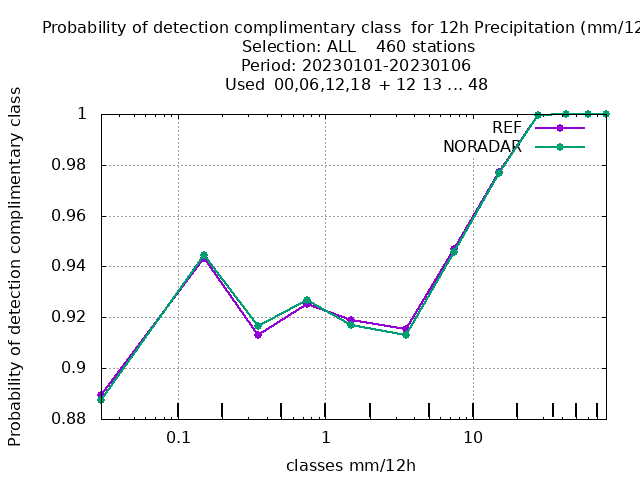 Probability of detection complimentary class  for 12h Precipitation (mm/12
Selection: ALL    460 stations
Period: 20230101-20230106
Used  00,06,12,18  + 12 13 ... 48
Probability of detection complimentary class
1
0.98
0.96
0.94
0.92
0.9
0.88
REF
NORADAR
0.1
1
10
classes mm/12h